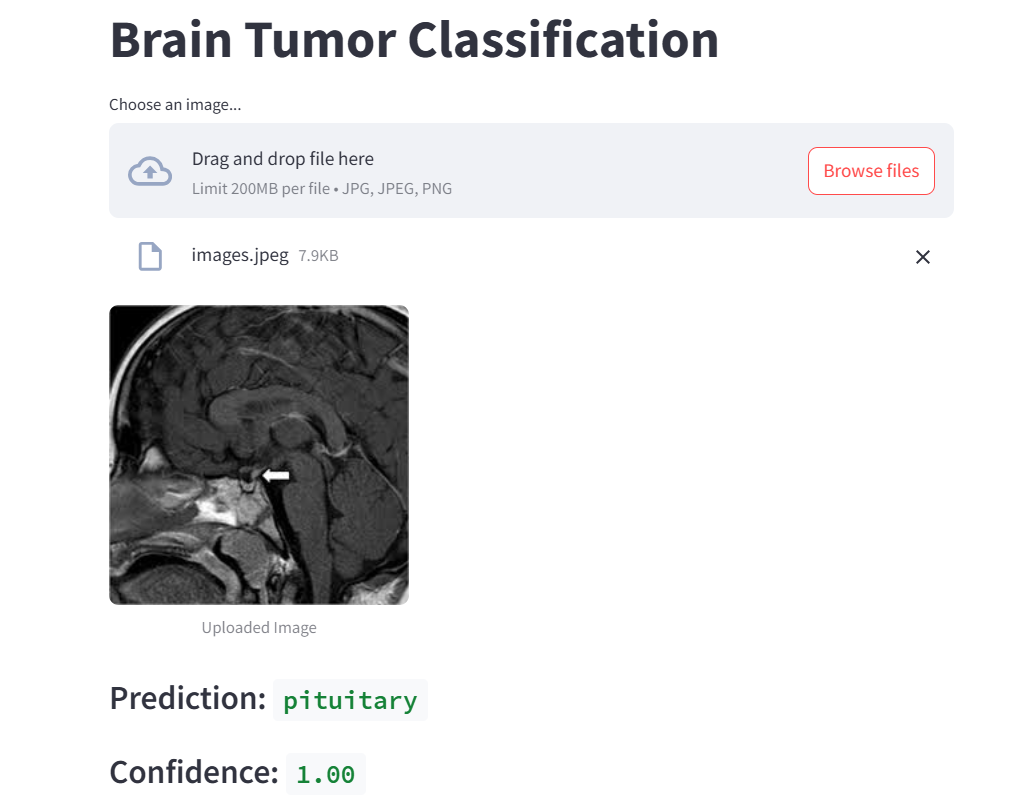 Brain Tumor Classification
Choose an image...
Drag and drop file here
Limit 200MB per file • JPG, JPEG, PNG
Browse files
images.jpeg 7.9KB
Uploaded Image
Prediction: pituitary
Confidence: 1.00